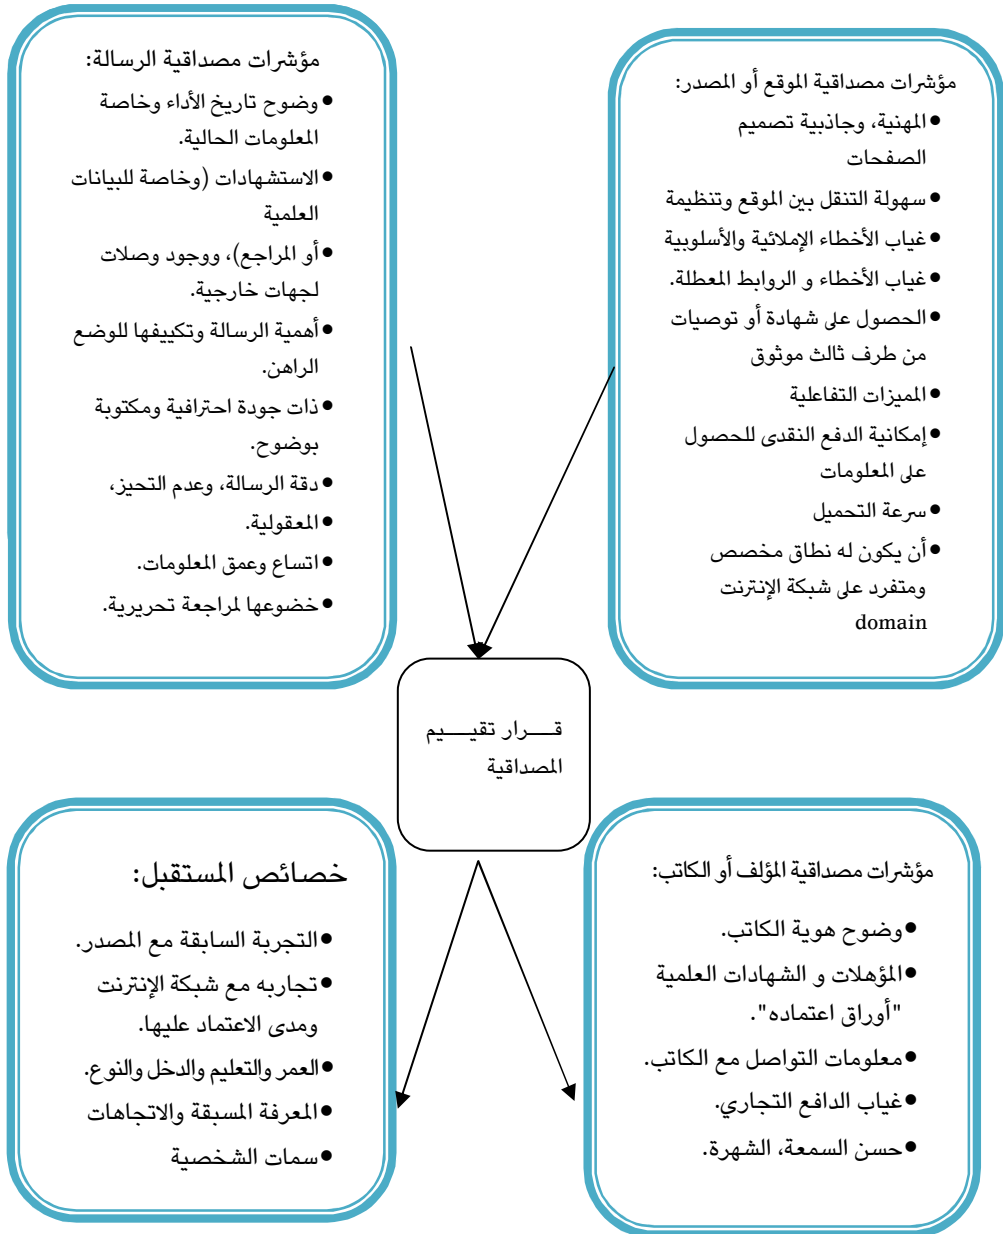 مؤشرات مصداقية الموقع أو المصدر:
●المهنية، وجاذبية تصميم
الصفحات
●سهولة التنقل بين الموقع وتنظيمة
●غياب الأخطاء الإملائية والأسلوبية
●غياب الأخطاء و الروابط المعطلة.
●الحصول على شهادة أو توصيات
من طرف ثالث موثوق
●المميزات التفاعلية
●إمكانية الدفع النقدى للحصول
على المعلومات
●سرعة التحميل
●أن يكون له نطاق مخصص
ومتفرد على شبكة الإنترنت
domain
مؤشرات مصداقية الرسالة:
●وضوح تاريخ الأداء وخاصة
المعلومات الحالية.
●الاستشهادات (وخاصة للبيانات
العلمية
●أو المراجع)، ووجود وصلات
لجهات خارجية.
●أهمية الرسالة وتكييفها للوضع
الراهن.
●ذات جودة احترافية ومكتوبة
بوضوح.
●دقة الرسالة، وعدم التحيز،
●المعقولية.
●اتساع وعمق المعلومات.
●خضوعها لمراجعة تحريرية.
قـــــرار تقيـــــيم
المصداقية
مؤشرات مصداقية المؤلف أو الكاتب:
●وضوح هوية الكاتب.
●المؤهلات و الشهادات العلمية
"أوراق اعتماده".
●معلومات التواصل مع الكاتب.
●غياب الدافع التجاري.
●حسن السمعة، الشهرة.
خصائص المستقبل:
●التجربة السابقة مع المصدر.
●تجاربه مع شبكة الإنترنت
ومدى الاعتماد عليها.
●العمر والتعليم والدخل والنوع.
●المعرفة المسبقة والاتجاهات
●سمات الشخصية